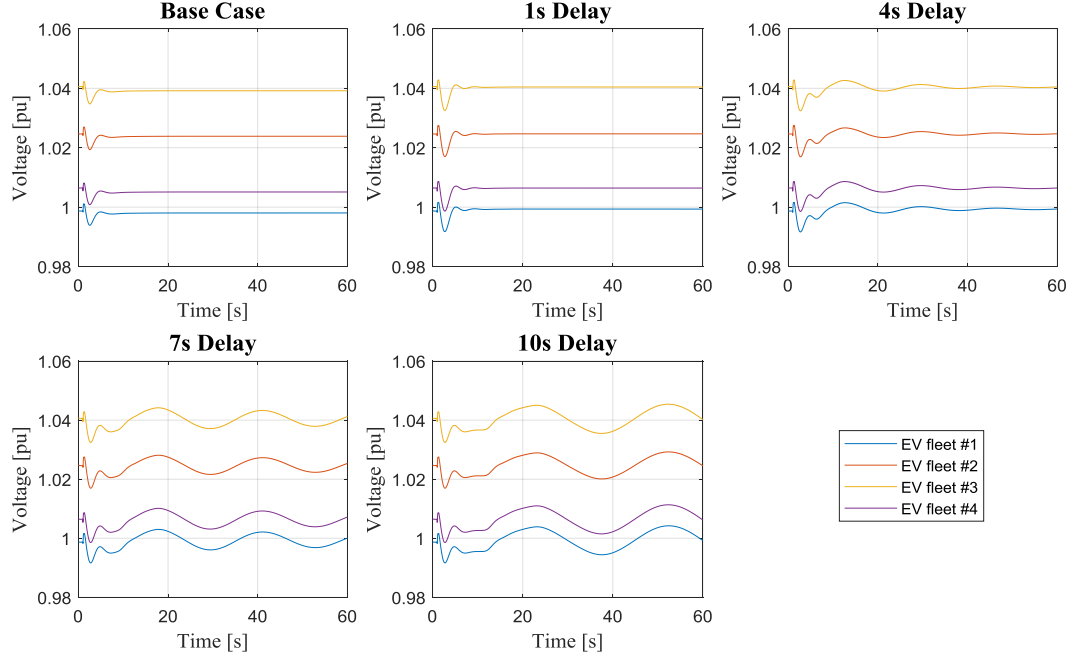 Base Case
1s Delay
4s Delay
1.06
1.04
1.02
1
0.98
Voltage [pu]
0
20
40
60
Time [s]
1.06
1.04
1.02
1
0.98
Voltage [pu]
0
20
40
60
Time [s]
1.06
1.04
1.02
1
0.98
Voltage [pu]
0
20
40
60
Time [s]
7s Delay
10s Delay
1.06
1.04
1.02
1
0.98
Voltage [pu]
0
20
40
60
Time [s]
1.06
1.04
1.02
1
0.98
Voltage [pu]
0
20
40
60
Time [s]
EV fleet #1
EV fleet #2
EV fleet #3
EV fleet #4